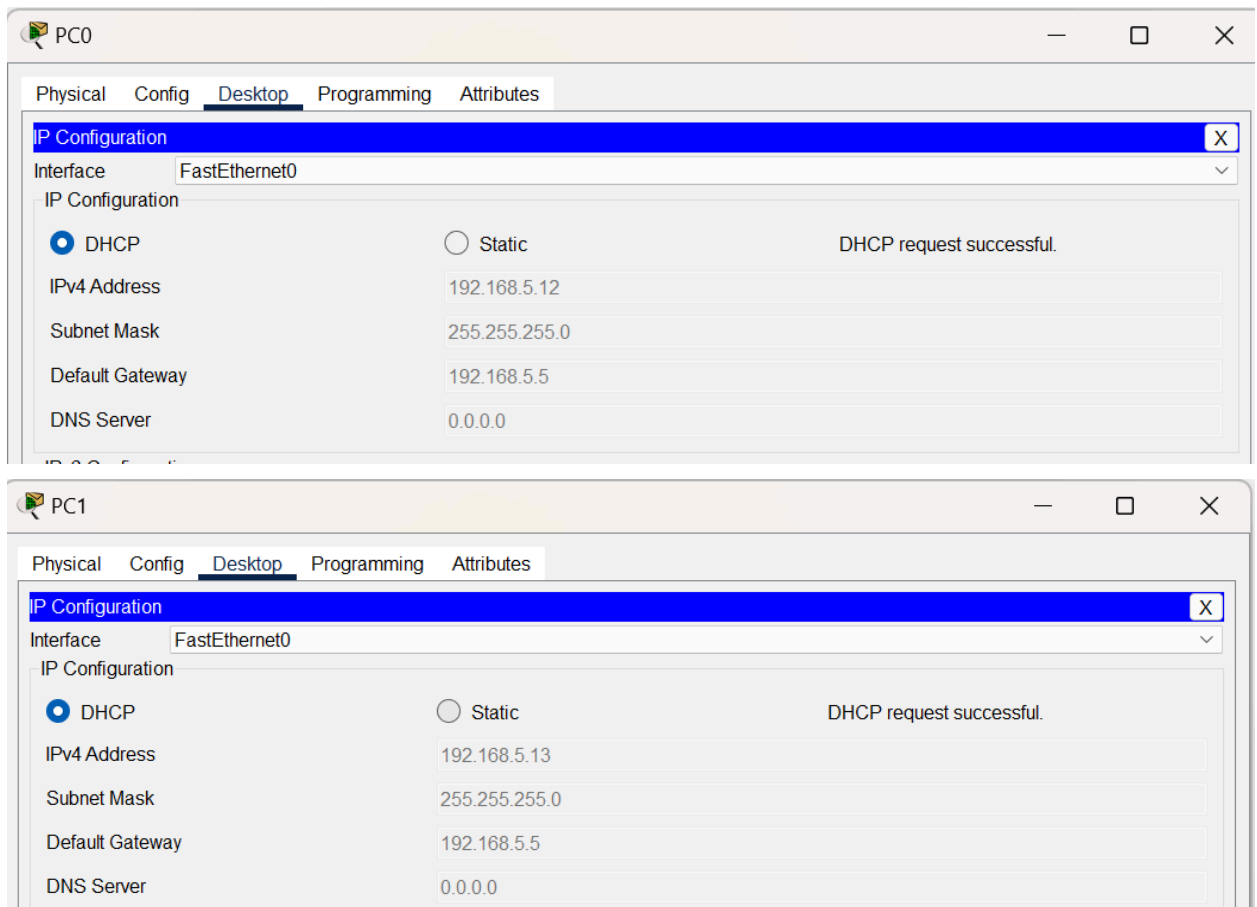 PC0
Physical Config Desktop Programming Attributes
IP Configuration X
Interface FastEthernet0
IP Configuration
DHCP Static DHCP request successful.
IPv4 Address 192.168.5.12
Subnet Mask 255.255.255.0
Default Gateway 192.168.5.5
DNS Server 0.0.0.0
PC1
Physical Config Desktop Programming Attributes
IP Configuration X
Interface FastEthernet0
IP Configuration
DHCP Static DHCP request successful.
IPv4 Address 192.168.5.13
Subnet Mask 255.255.255.0
Default Gateway 192.168.5.5
DNS Server 0.0.0.0